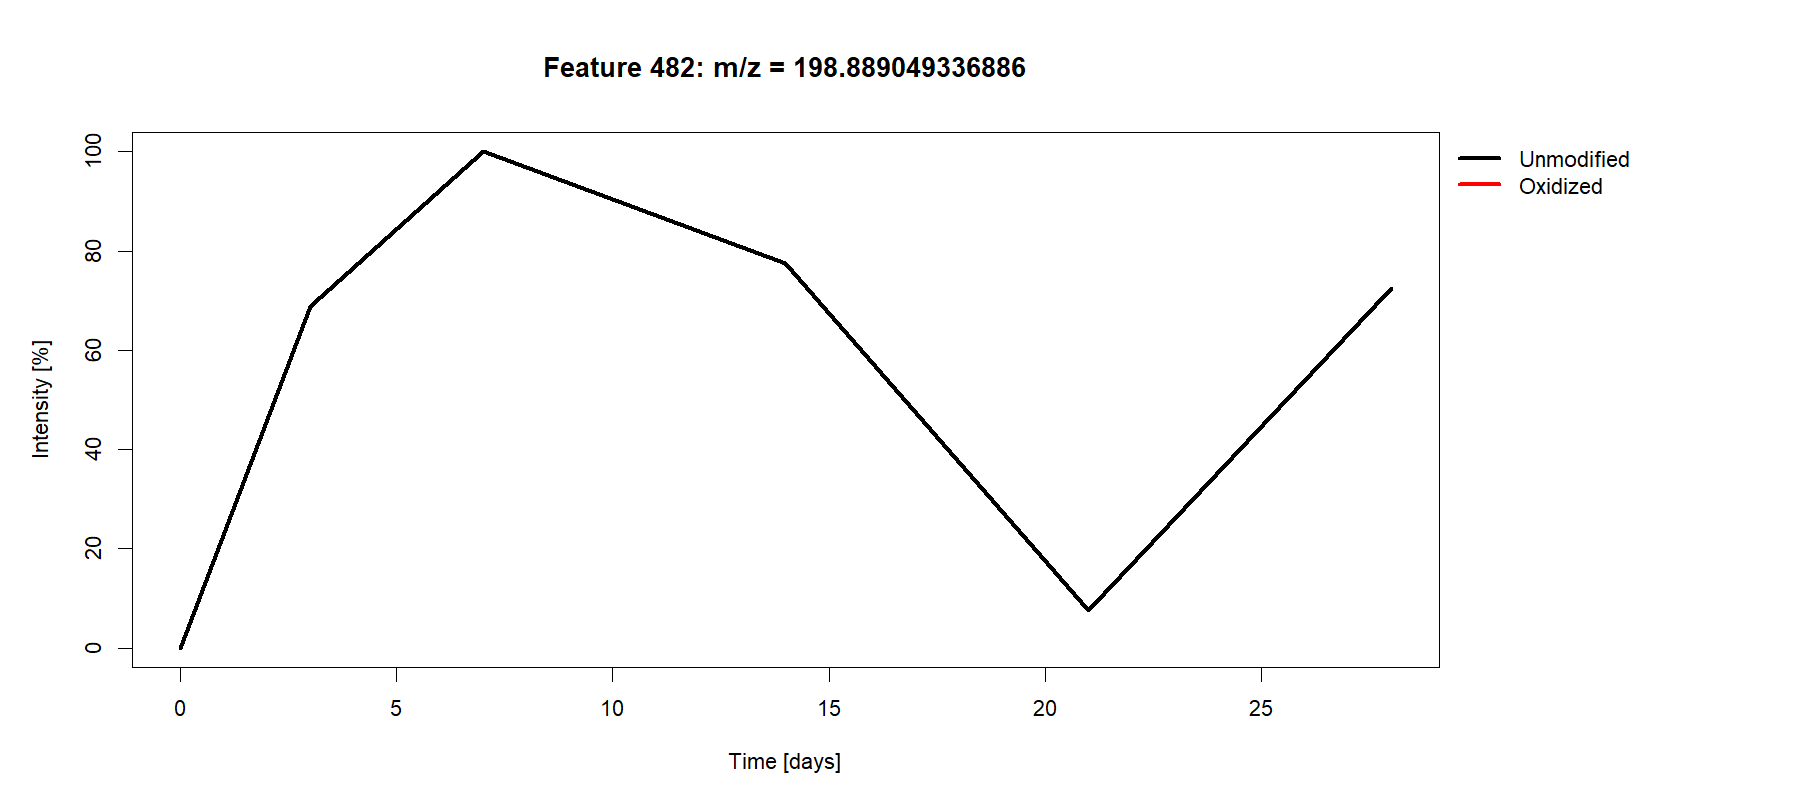 Feature 482: m/z = 198.889049336886
Unmodified
Oxidized
Intensity [%]
100
80
60
40
20
0
0 5 10 15 20 25
Time [days]